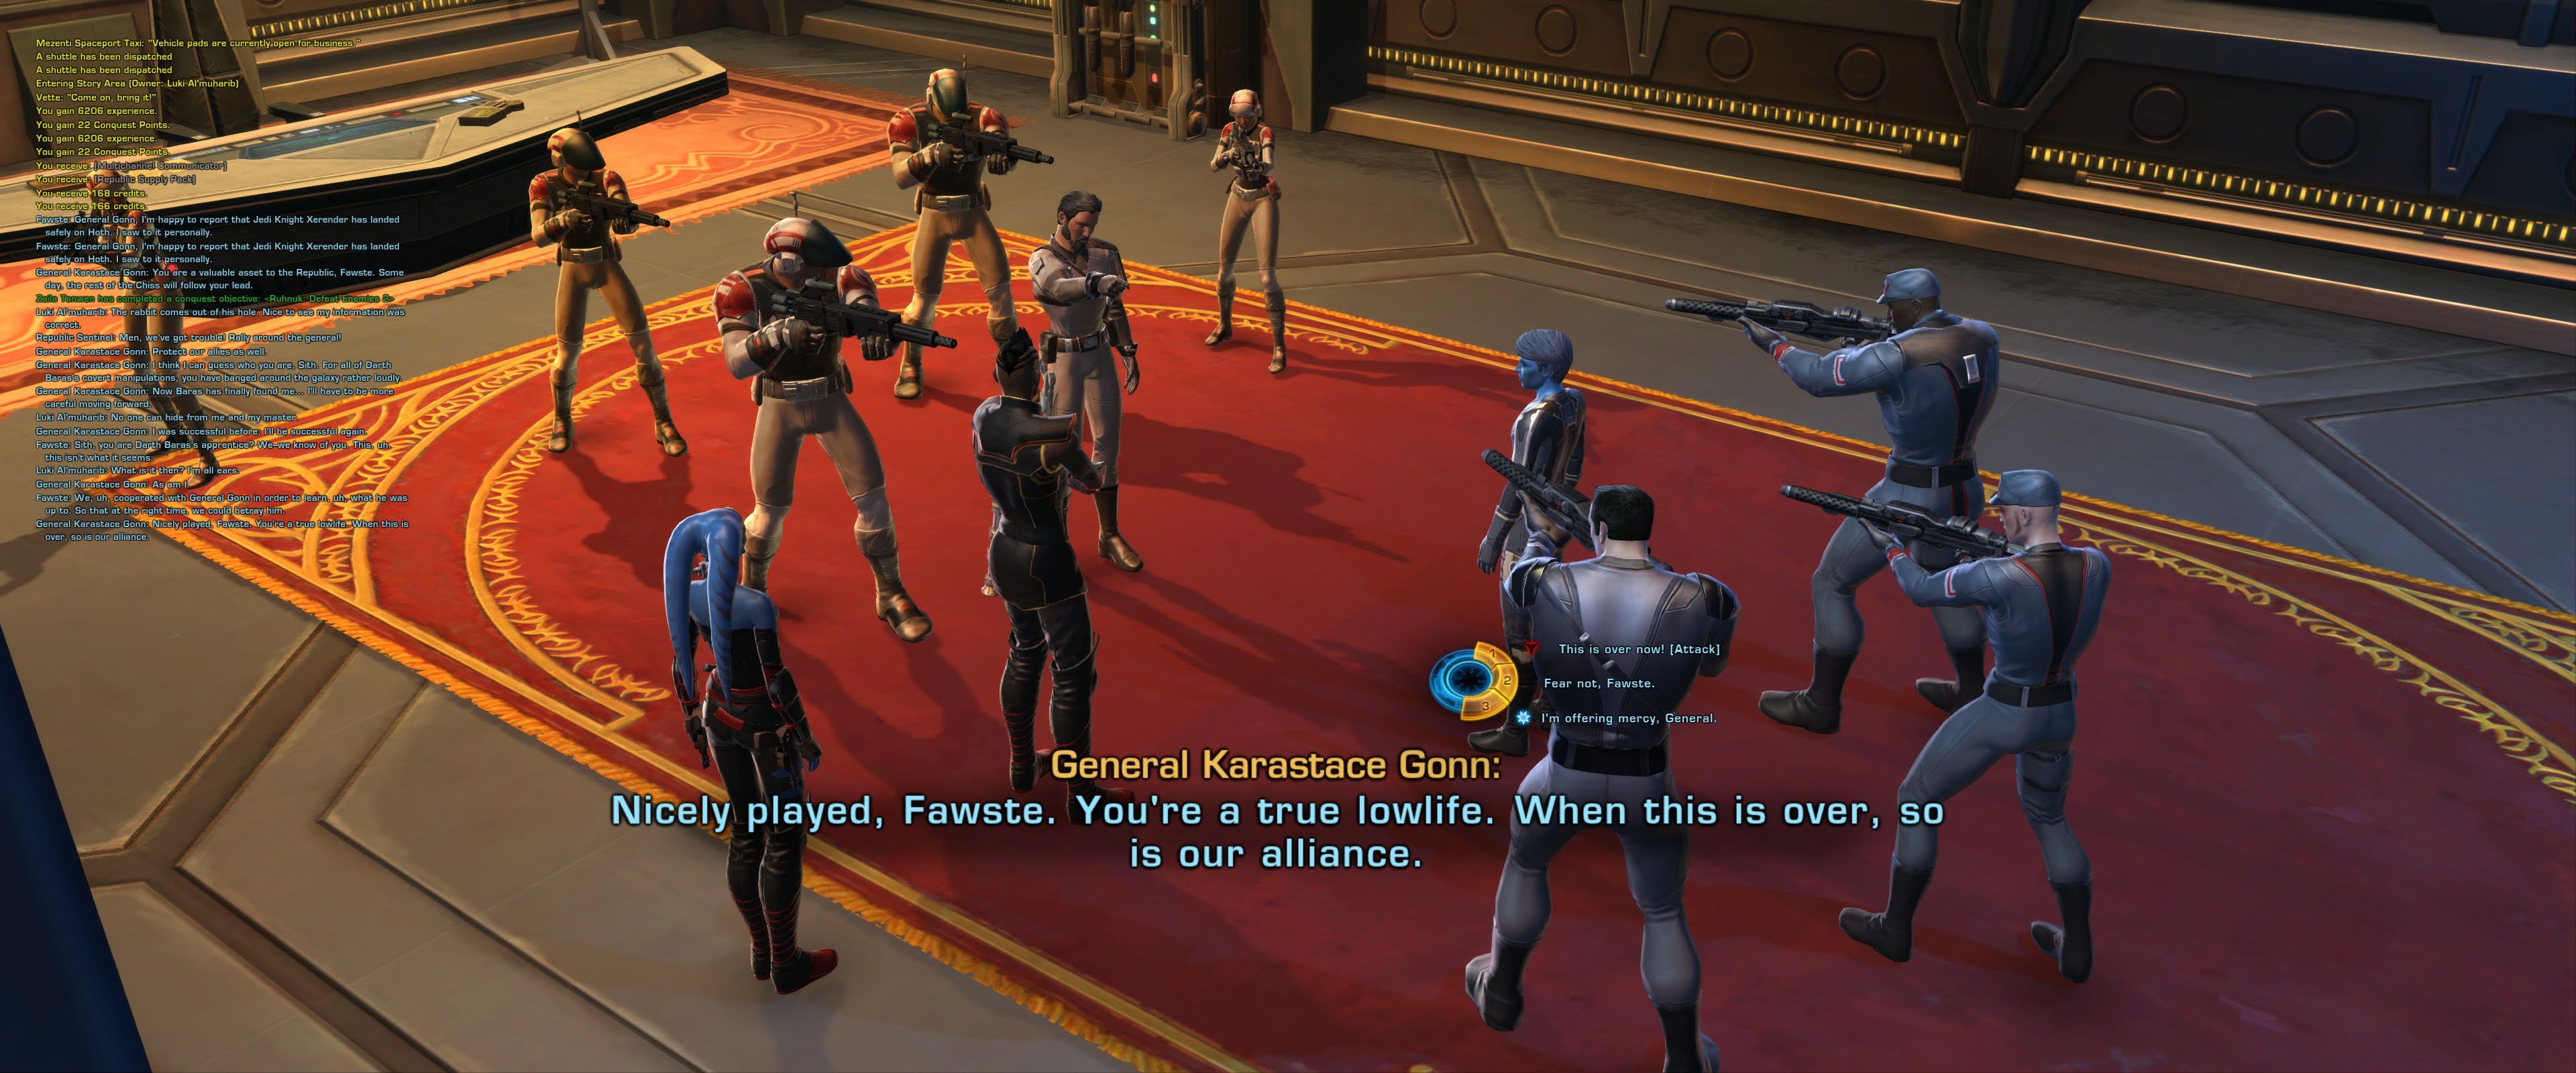 Mezenti Spaceport Taxi: "Vehicle pads are currently open for business."
A shuttle has been dispatched
A shuttle has been dispatched
Entering Story Area (Owner: Luki Al'muharib)
Vette: "Come on, bring it!"
You gain 6206 experience.
You gain 22 Conquest Points.
You gain 6206 experience.
You gain 22 Conquest Points.
You receive: [Multichannel Communicator]
You receive: [Republic Supply Pack]
You receive 168 credits.
You receive 166 credits.
Fawste: General Gonn, I'm happy to report that Jedi Knight Xerender has landed
safely on Hoth. I saw to it personally.
Fawste: General Gonn, I'm happy to report that Jedi Knight Xerender has landed
safely on Hoth. I saw to it personally.
General Karastace Gonn: You are a valuable asset to the Republic, Fawste. Some
day, the rest of the Chiss will follow your lead.
Zeila Tenwen has completed a conquest objective: <Ruhnuk: Defeat Enemies 2>
Luki Al'muharib: The rabbit comes out of his hole. Nice to see my information was
correct.
Republic Sentinel: Men, we've got trouble! Rally around the general!
General Karastace Gonn: Protect our allies as well.
General Karastace Gonn: I think I can guess who you are, Sith. For all of Darth
Baras's covert manipulations, you have banged around the galaxy rather loudly.
General Karastace Gonn: Now Baras has finally found me... I'll have to be more
careful moving forward.
Luki Al'muharib: No one can hide from me and my master.
General Karastace Gonn: I was successful before; I'll be successful again.
Fawste: Sith, you are Darth Baras's apprentice? We-we know of you. This, uh,
this isn't what it seems.
Luki Al'muharib: What is it then? I'm all ears.
General Karastace Gonn: As am I.
Fawste: We, uh, cooperated with General Gonn in order to learn, uh, what he was
up to. So that at the right time, we could betray him.
General Karastace Gonn: Nicely played, Fawste. You're a true lowlife. When this is
over, so is our alliance.
1 This is over now! [Attack]
2 Fear not, Fawste.
3 I'm offering mercy, General.
General Karastace Gonn:
Nicely played, Fawste. You're a true lowlife. When this is over, so
is our alliance.